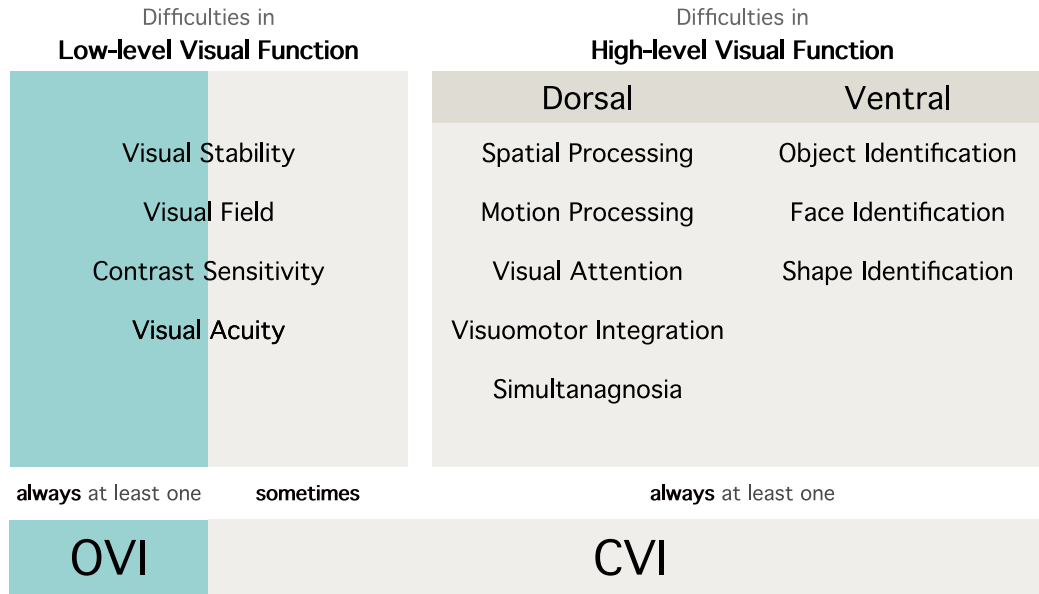 Difficulties in
Low-level Visual Function
Visual Stability
Visual Field
Contrast Sensitivity
Visual Acuity
Difficulties in
High-level Visual Function
Dorsal
Spatial Processing
Motion Processing
Visual Attention
Visuomotor Integration
Simultanagnosia
Ventral
Object Identification
Face Identification
Shape Identification
always at least one
sometimes
always at least one
OVI
CVI